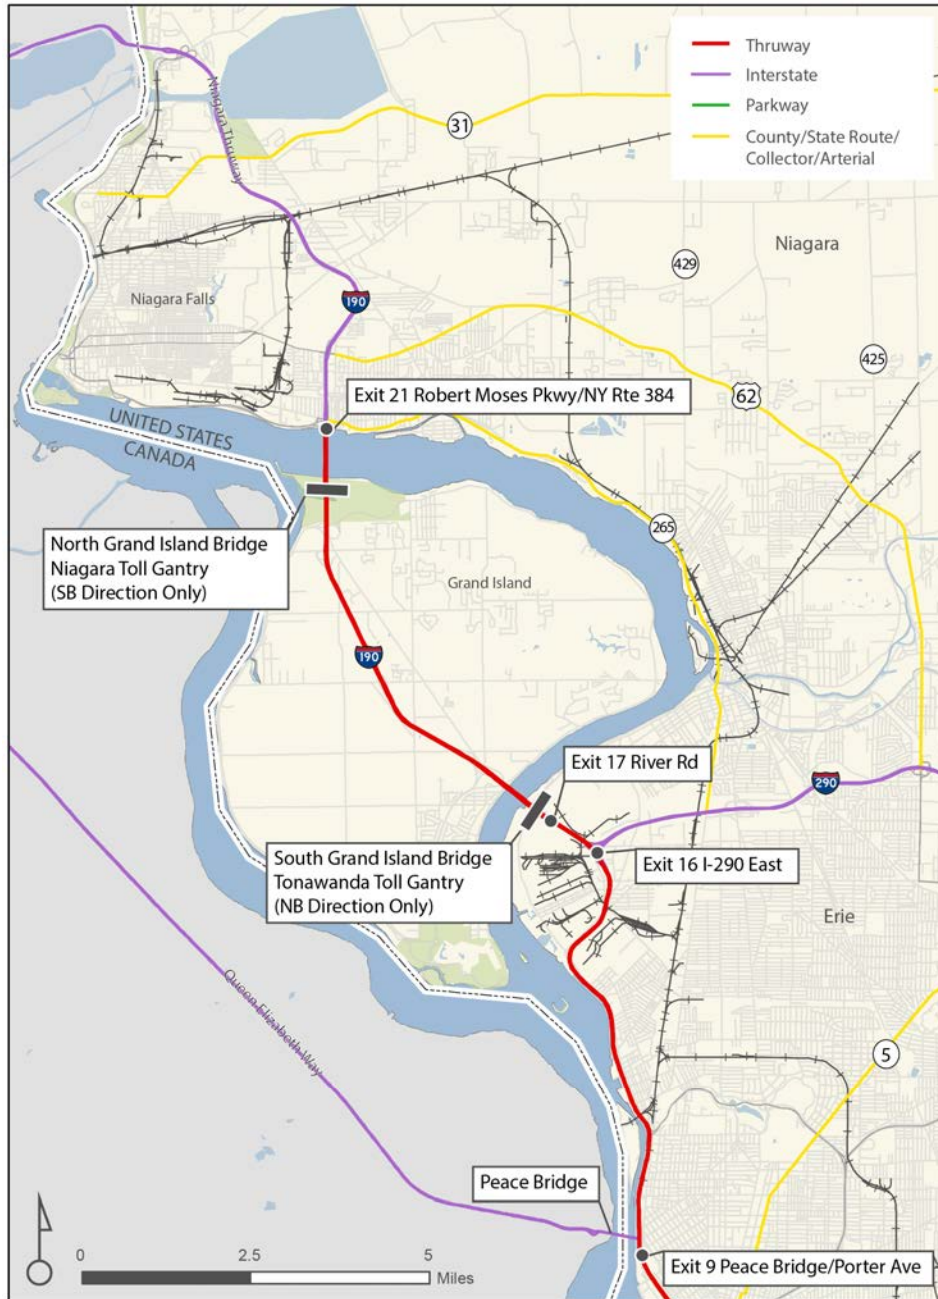 Thruway
Interstate
Parkway
County/State Route/
Collector/Arterial
Niagara Thruway
31
Niagara
429
Niagara Falls
190
425
62
Exit 21 Robert Moses Pkwy/NY Rte 384
UNITED STATES
CANADA
265
North Grand Island Bridge
Niagara Toll Gantry
(SB Direction Only)
Grand Island
190
Exit 17 River Rd
290
South Grand Island Bridge
Tonawanda Toll Gantry
(NB Direction Only)
Exit 16 I-290 East
Erie
Queen Elizabeth Way
5
Peace Bridge
Exit 9 Peace Bridge/Porter Ave
0
2.5
5
Miles